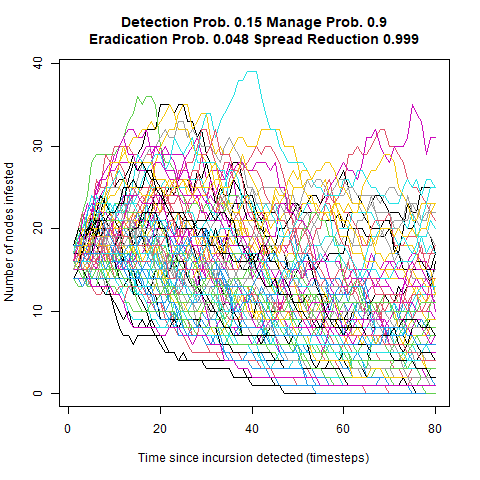 Detection Prob. 0.15 Manage Prob. 0.9
Eradication Prob. 0.048 Spread Reduction 0.999
Number of nodes infested
40
30
20
10
0
0 20 40 60 80
Time since incursion detected (timesteps)